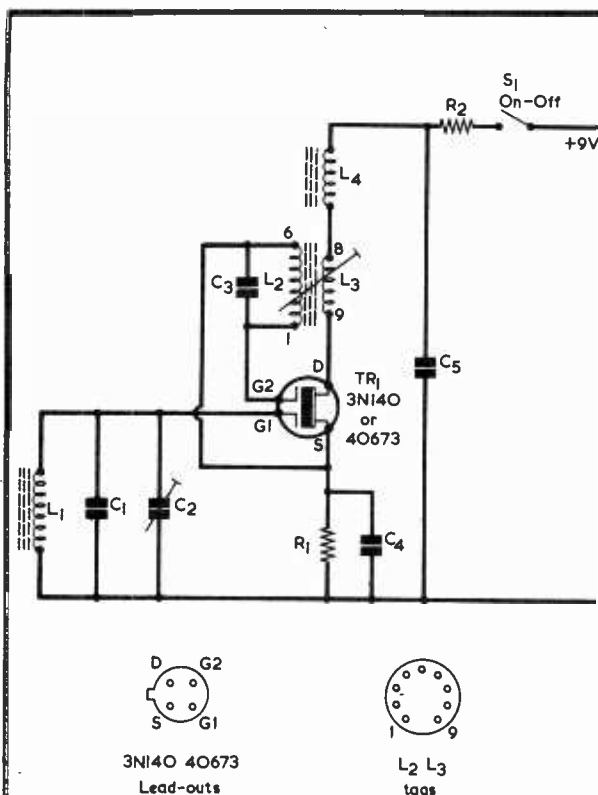 S1
On-Off
R2
+9V
L4
6
8
C3
L2
L3
1
9
D
G2
G1
S
TR1
3N140
or
40673
C5
L1
C1
C2
R1
C4
D G2
S G1
3N140 40673
Lead-outs
1 9
L2 L3
tags